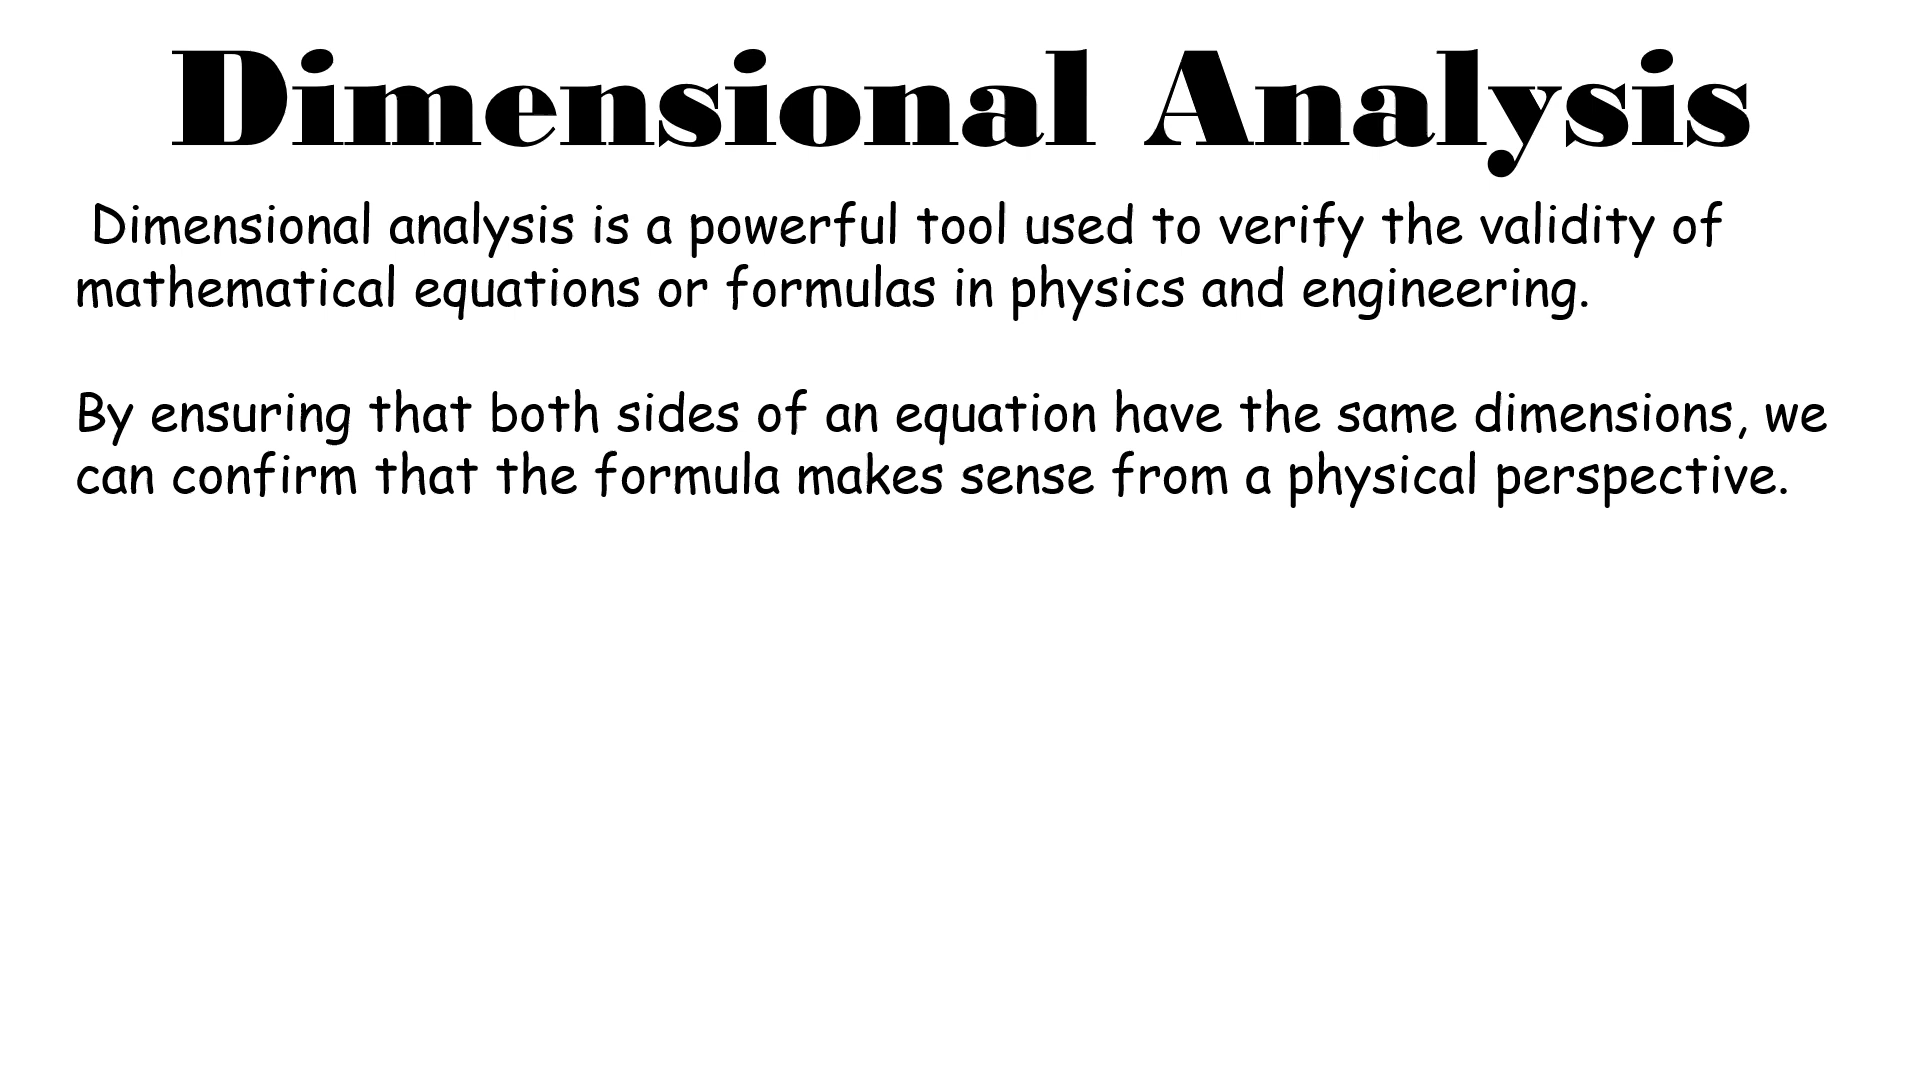 Dimensional Analysis
Dimensional analysis is a powerful tool used to verify the validity of
mathematical equations or formulas in physics and engineering.
By ensuring that both sides of an equation have the same dimensions, we
can confirm that the formula makes sense from a physical perspective.